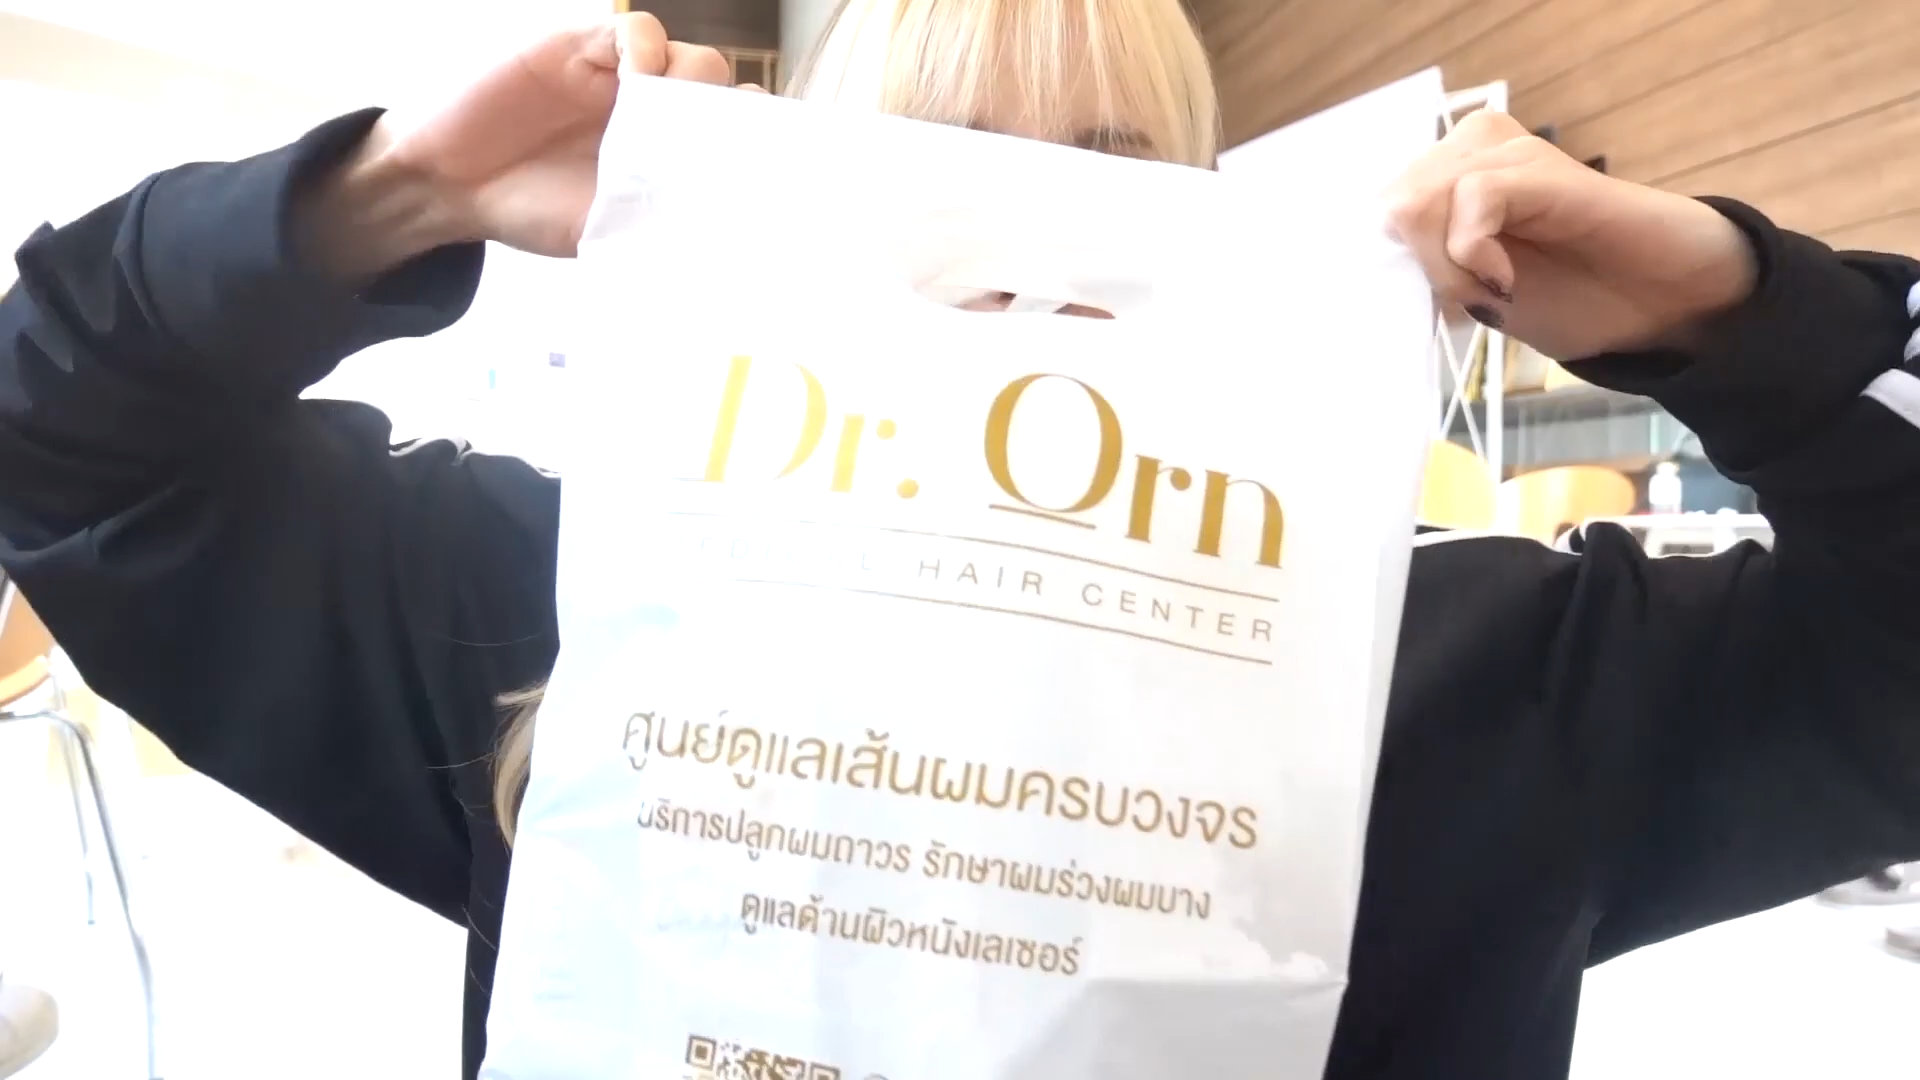 Dr. Orn
HAIR CENTER
ศูนย์ดูแลเส้นผมครบวงจร
บริการปลูกผมถาวร รักษาผมร่วงผมบาง
ดูแลด้านผิวหนังเลเซอร์